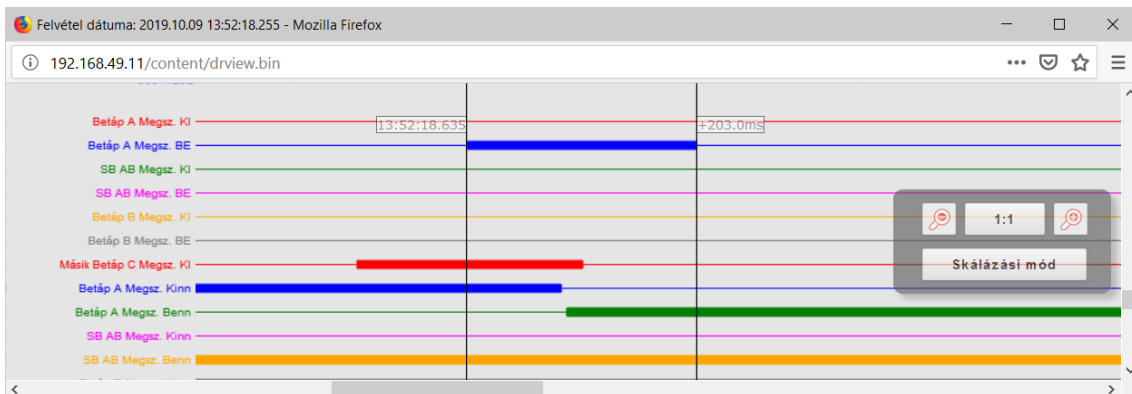 Felvétel dátuma: 2019.10.09 13:52:18.255 - Mozilla Firefox
192.168.49.11/content/drview.bin
Betáp A Megsz. KI
13:52:18.635
+203.0ms
Betáp A Megsz. BE
SB AB Megsz. KI
SB AB Megsz. BE
Betáp B Megsz. KI
1:1
Betáp B Megsz. BE
Másik Betáp C Megsz. KI
Skálázási mód
Betáp A Megsz. Kinn
Betáp A Megsz. Benn
SB AB Megsz. Kinn
SB AB Megsz. Benn